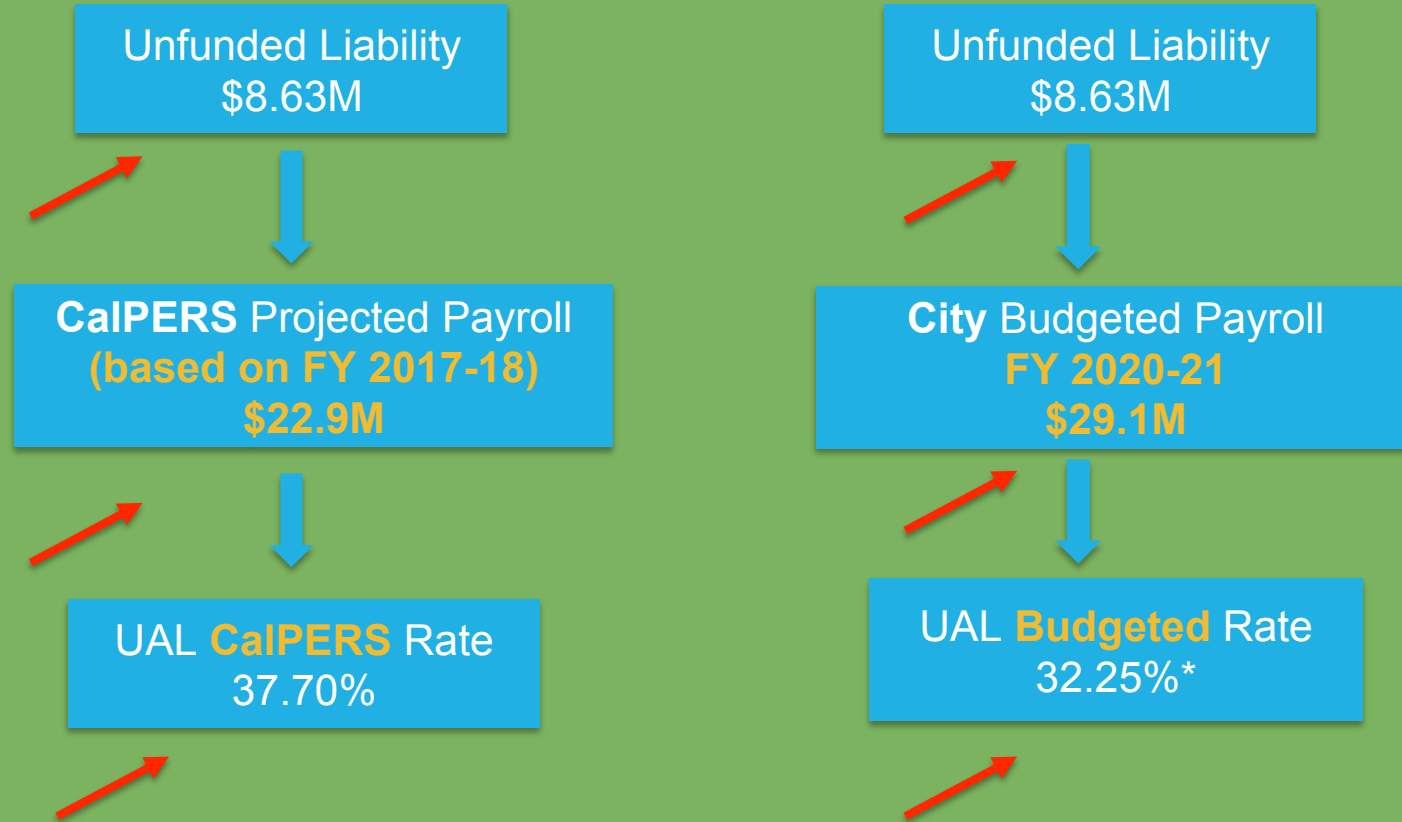 Unfunded Liability
$8.63M
CalPERS Projected Payroll
(based on FY 2017-18)
$22.9M
UAL CalPERS Rate
37.70%
Unfunded Liability
$8.63M
City Budgeted Payroll
FY 2020-21
$29.1M
UAL Budgeted Rate
32.25%*